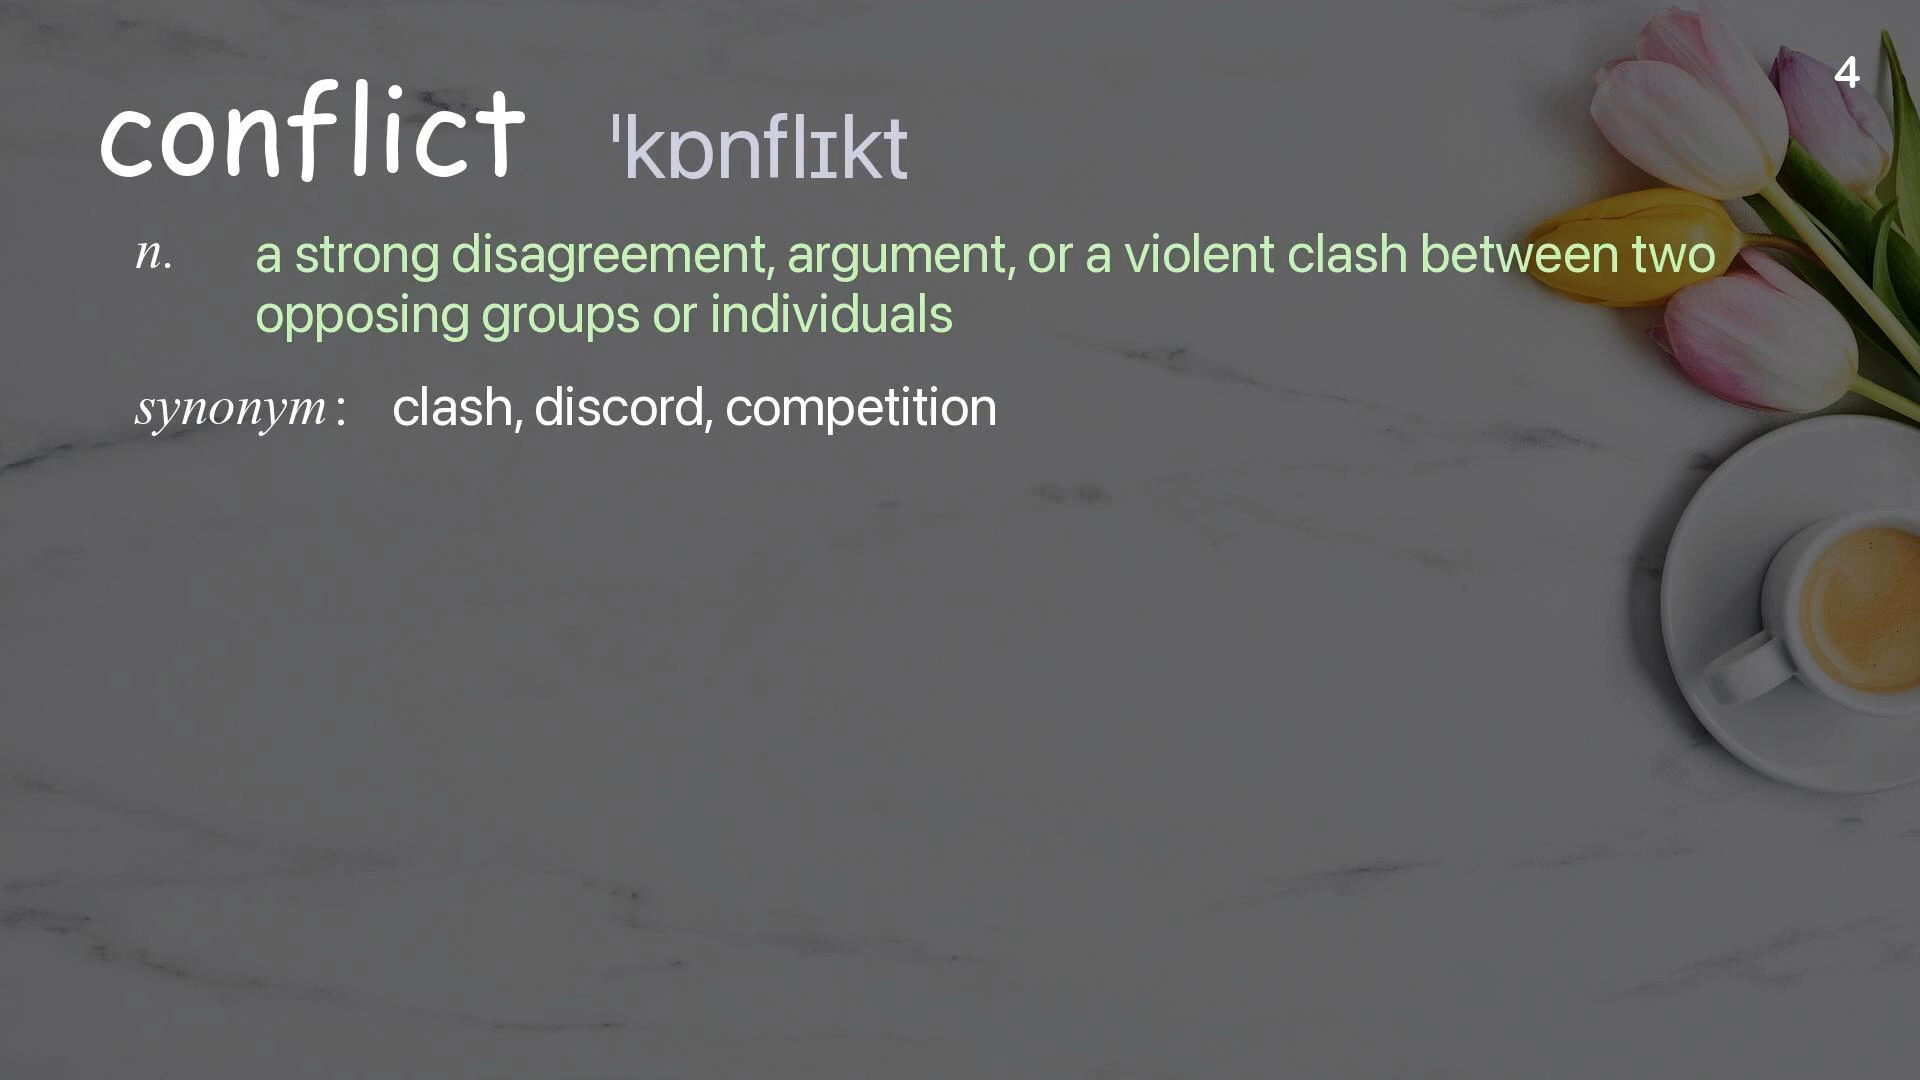 4
conflict ˈkɒnflɪkt
n. a strong disagreement, argument, or a violent clash between two
opposing groups or individuals
synonym : clash, discord, competition